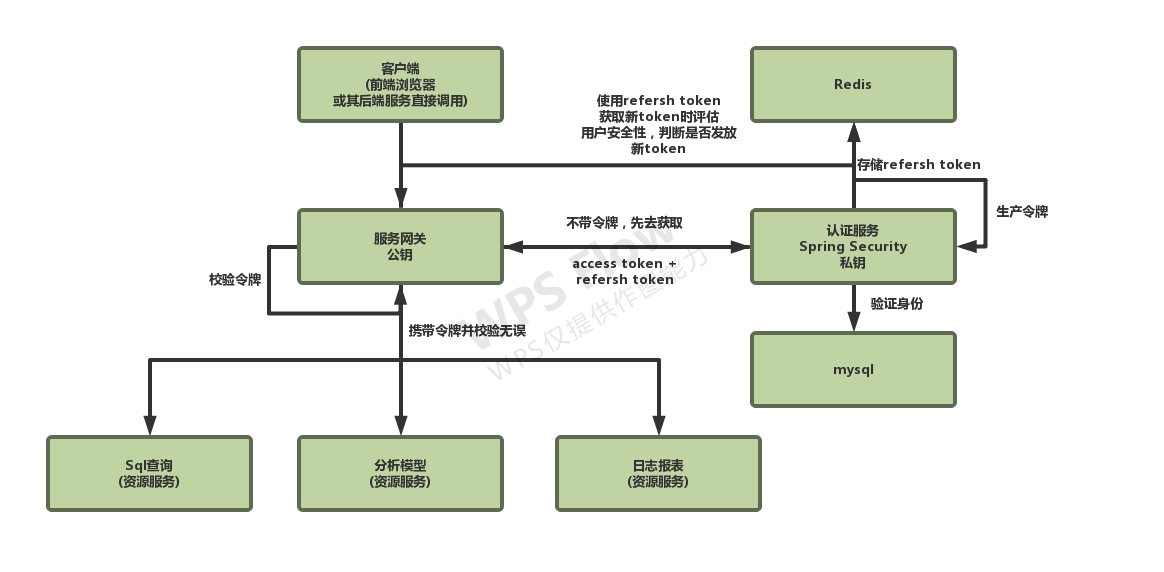 客户端
(前端浏览器
或其后端服务直接调用)
Redis
使用refersh token
获取新token时评估
用户安全性，判断是否发放
新token
存储refersh token
生产令牌
服务网关
公钥
不带令牌，先去获取
access token +
refersh token
认证服务
Spring Security
私钥
校验令牌
验证身份
携带令牌并校验无误
mysql
Sql查询
(资源服务)
分析模型
(资源服务)
日志报表
(资源服务)
WPS Flow
WPS仅提供作图能力